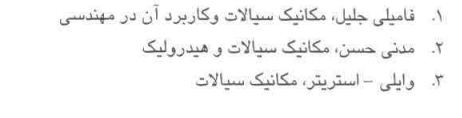 ۱. فامیلی جلیل، مکانیک سیالات وکاربرد آن در مهندسی
۲. مدنی حسن، مکانیک سیالات و هیدرولیک
۳. وایلی – استریتر، مکانیک سیالات